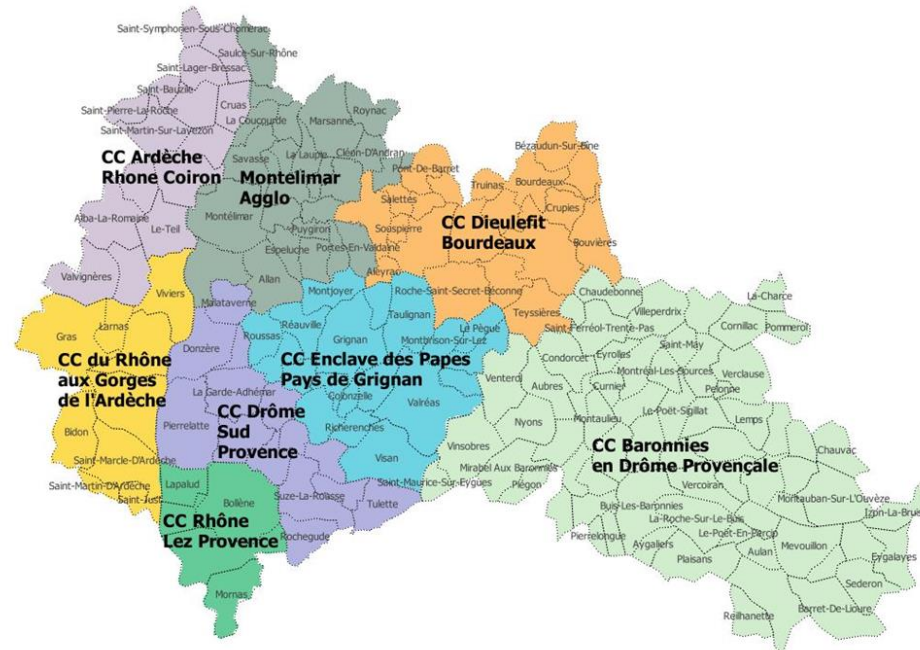 Saint-Symphorien-Sous-Chomerac
Saulce-Sur-Rhône
Saint-Lager-Bressac
Saint-Bauzile
Saint-Pierre-La-Roche
Cruas
La Coucourde
Marsanne
Roynac
Saint-Martin-Sur-Lavezon
CC Ardèche
Rhone Coiron
Savasse
La Laupie
Cléon-D'Andran
Montelimar
Agglo
Montélimar
Alba-La-Romaine
Le-Teil
Puygiron
Espeluche
Portes-En-Valdaine
Valvignères
Allan
Bézaudun-Sur-Bîne
Pont-De-Barret
Truinas
Bourdeaux
Salettes
Crupies
Souspierre
CC Dieulefit
Bourdeaux
Bouvières
Aleyrac
Roche-Saint-Secret-Béconne
Teyssières
Viviers
Malataverne
Montjoyer
Taulignan
Larnas
Gras
Roussas
Réauville
Grignan
Le Pègue
Montbrison-Sur-Lez
Donzère
CC du Rhône
aux Gorges
de l'Ardèche
CC Enclave des Papes
Pays de Grignan
La Garde-Adhémar
Colonzelle
Valréas
CC Drôme
Sud
Provence
Pierrelatte
Richerenches
Bidon
Visan
Saint-Marcle-D'Ardèche
Saint-Martin-D'Ardèche
Saint-Just
Lapalud
Bollène
Suze-La-Rousse
Tulette
Saint-Maurice-Sur-Eygues
CC Rhône
Lez Provence
Rochegude
Mornas
Chaudebonne
La-Charce
Villeperdrix
Saint-Ferréol-Trente-Pas
Cornillac
Pommerol
Saint-May
Condorcet
Eyrolles
Venterol
Montréal-Les-Sources
Verclause
Aubres
Curnier
Pelonne
Nyons
Le-Poët-Sigillat
Montaulieu
Lemps
Vinsobres
CC Baronnies
en Drôme Provençale
Chauvac
Mirabel Aux Baronnies
Piégon
Vercoiran
Montauban-Sur-L'Ouvèze
Buis-Les-Baronnies
La-Roche-Sur-Le-Buis
Pierrelongue
Le-Poët-En-Percip
Aygaliers
Aulan
Mevouillon
Plaisans
Eygalayes
Sederon
Barret-De-Lioure
Reilhanette